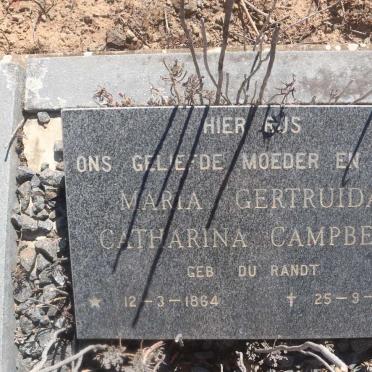 HIER RUS
ONS GELIEFDE MOEDER EN
MARIA GERTRUIDA
CATHARINA CAMPBE
GEB DU RANDT
★ 12-3-1864 † 25-9-